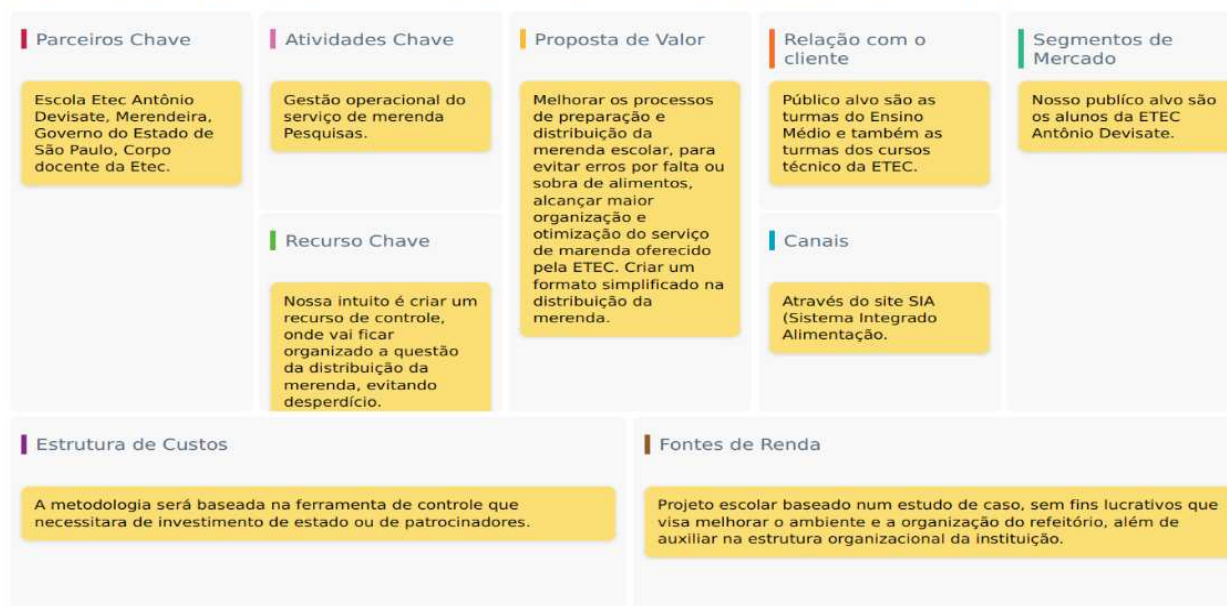 Parceiros Chave
Escola Etec Antônio
Devisate, Merendeira,
Governo do Estado de
São Paulo, Corpo
docente da Etec.
Atividades Chave
Gestão operacional do
serviço de merenda
Pesquisas.
Recurso Chave
Nossa intuito é criar um
recurso de controle,
onde vai ficar
organizado a questão
da distribuição da
merenda, evitando
desperdício.
Proposta de Valor
Melhorar os processos
de preparação e
distribuição da
merenda escolar, para
evitar erros por falta ou
sobra de alimentos,
alcançar maior
organização e
otimização do serviço
de marenda oferecido
pela ETEC. Criar um
formato simplificado na
distribuição da
merenda.
Relação com o
cliente
Público alvo são as
turmas do Ensino
Médio e também as
turmas dos cursos
técnico da ETEC.
Canais
Através do site SIA
(Sistema Integrado
Alimentação.
Segmentos de
Mercado
Nosso publíco alvo são
os alunos da ETEC
Antônio Devisate.
Estrutura de Custos
A metodologia será baseada na ferramenta de controle que
necessitara de investimento de estado ou de patrocinadores.
Fontes de Renda
Projeto escolar baseado num estudo de caso, sem fins lucrativos que
visa melhorar o ambiente e a organização do refeitório, além de
auxiliar na estrutura organizacional da instituição.